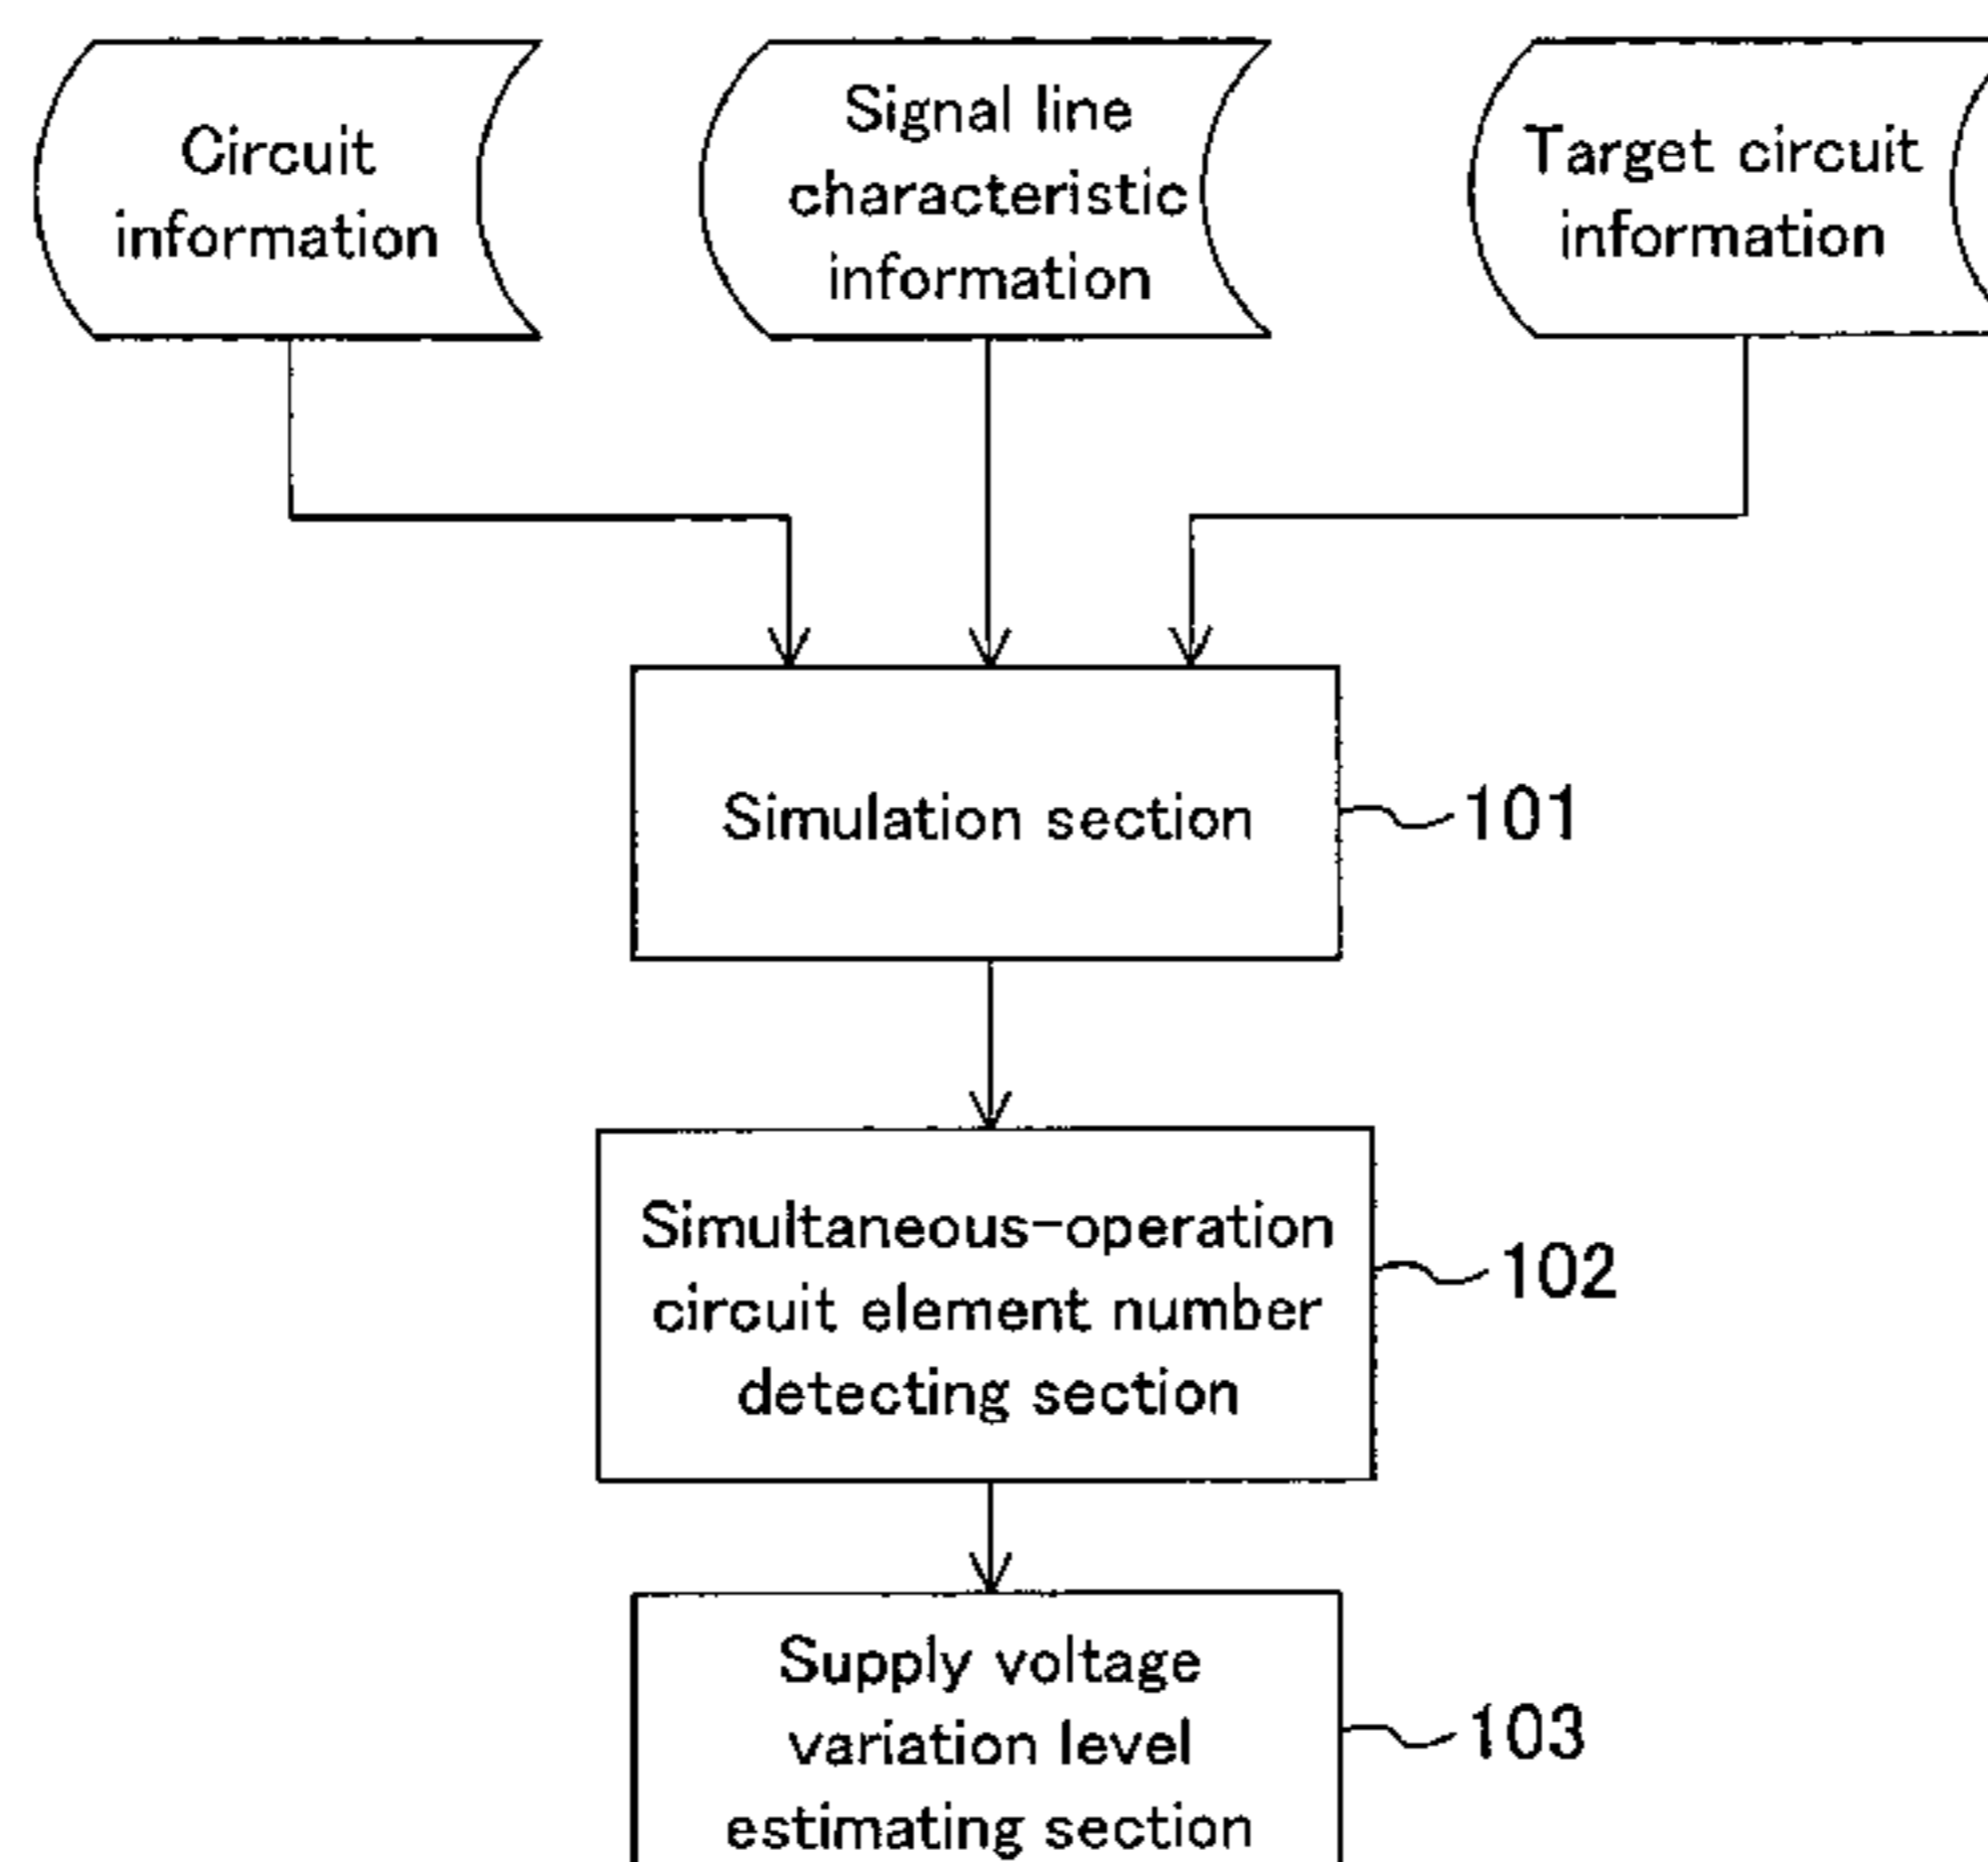 Circuit
information
Signal line
characteristic
information
Target circuit
information
Simulation section
101
Simultaneous-operation
circuit element number
detecting section
102
Supply voltage
variation level
estimating section
103